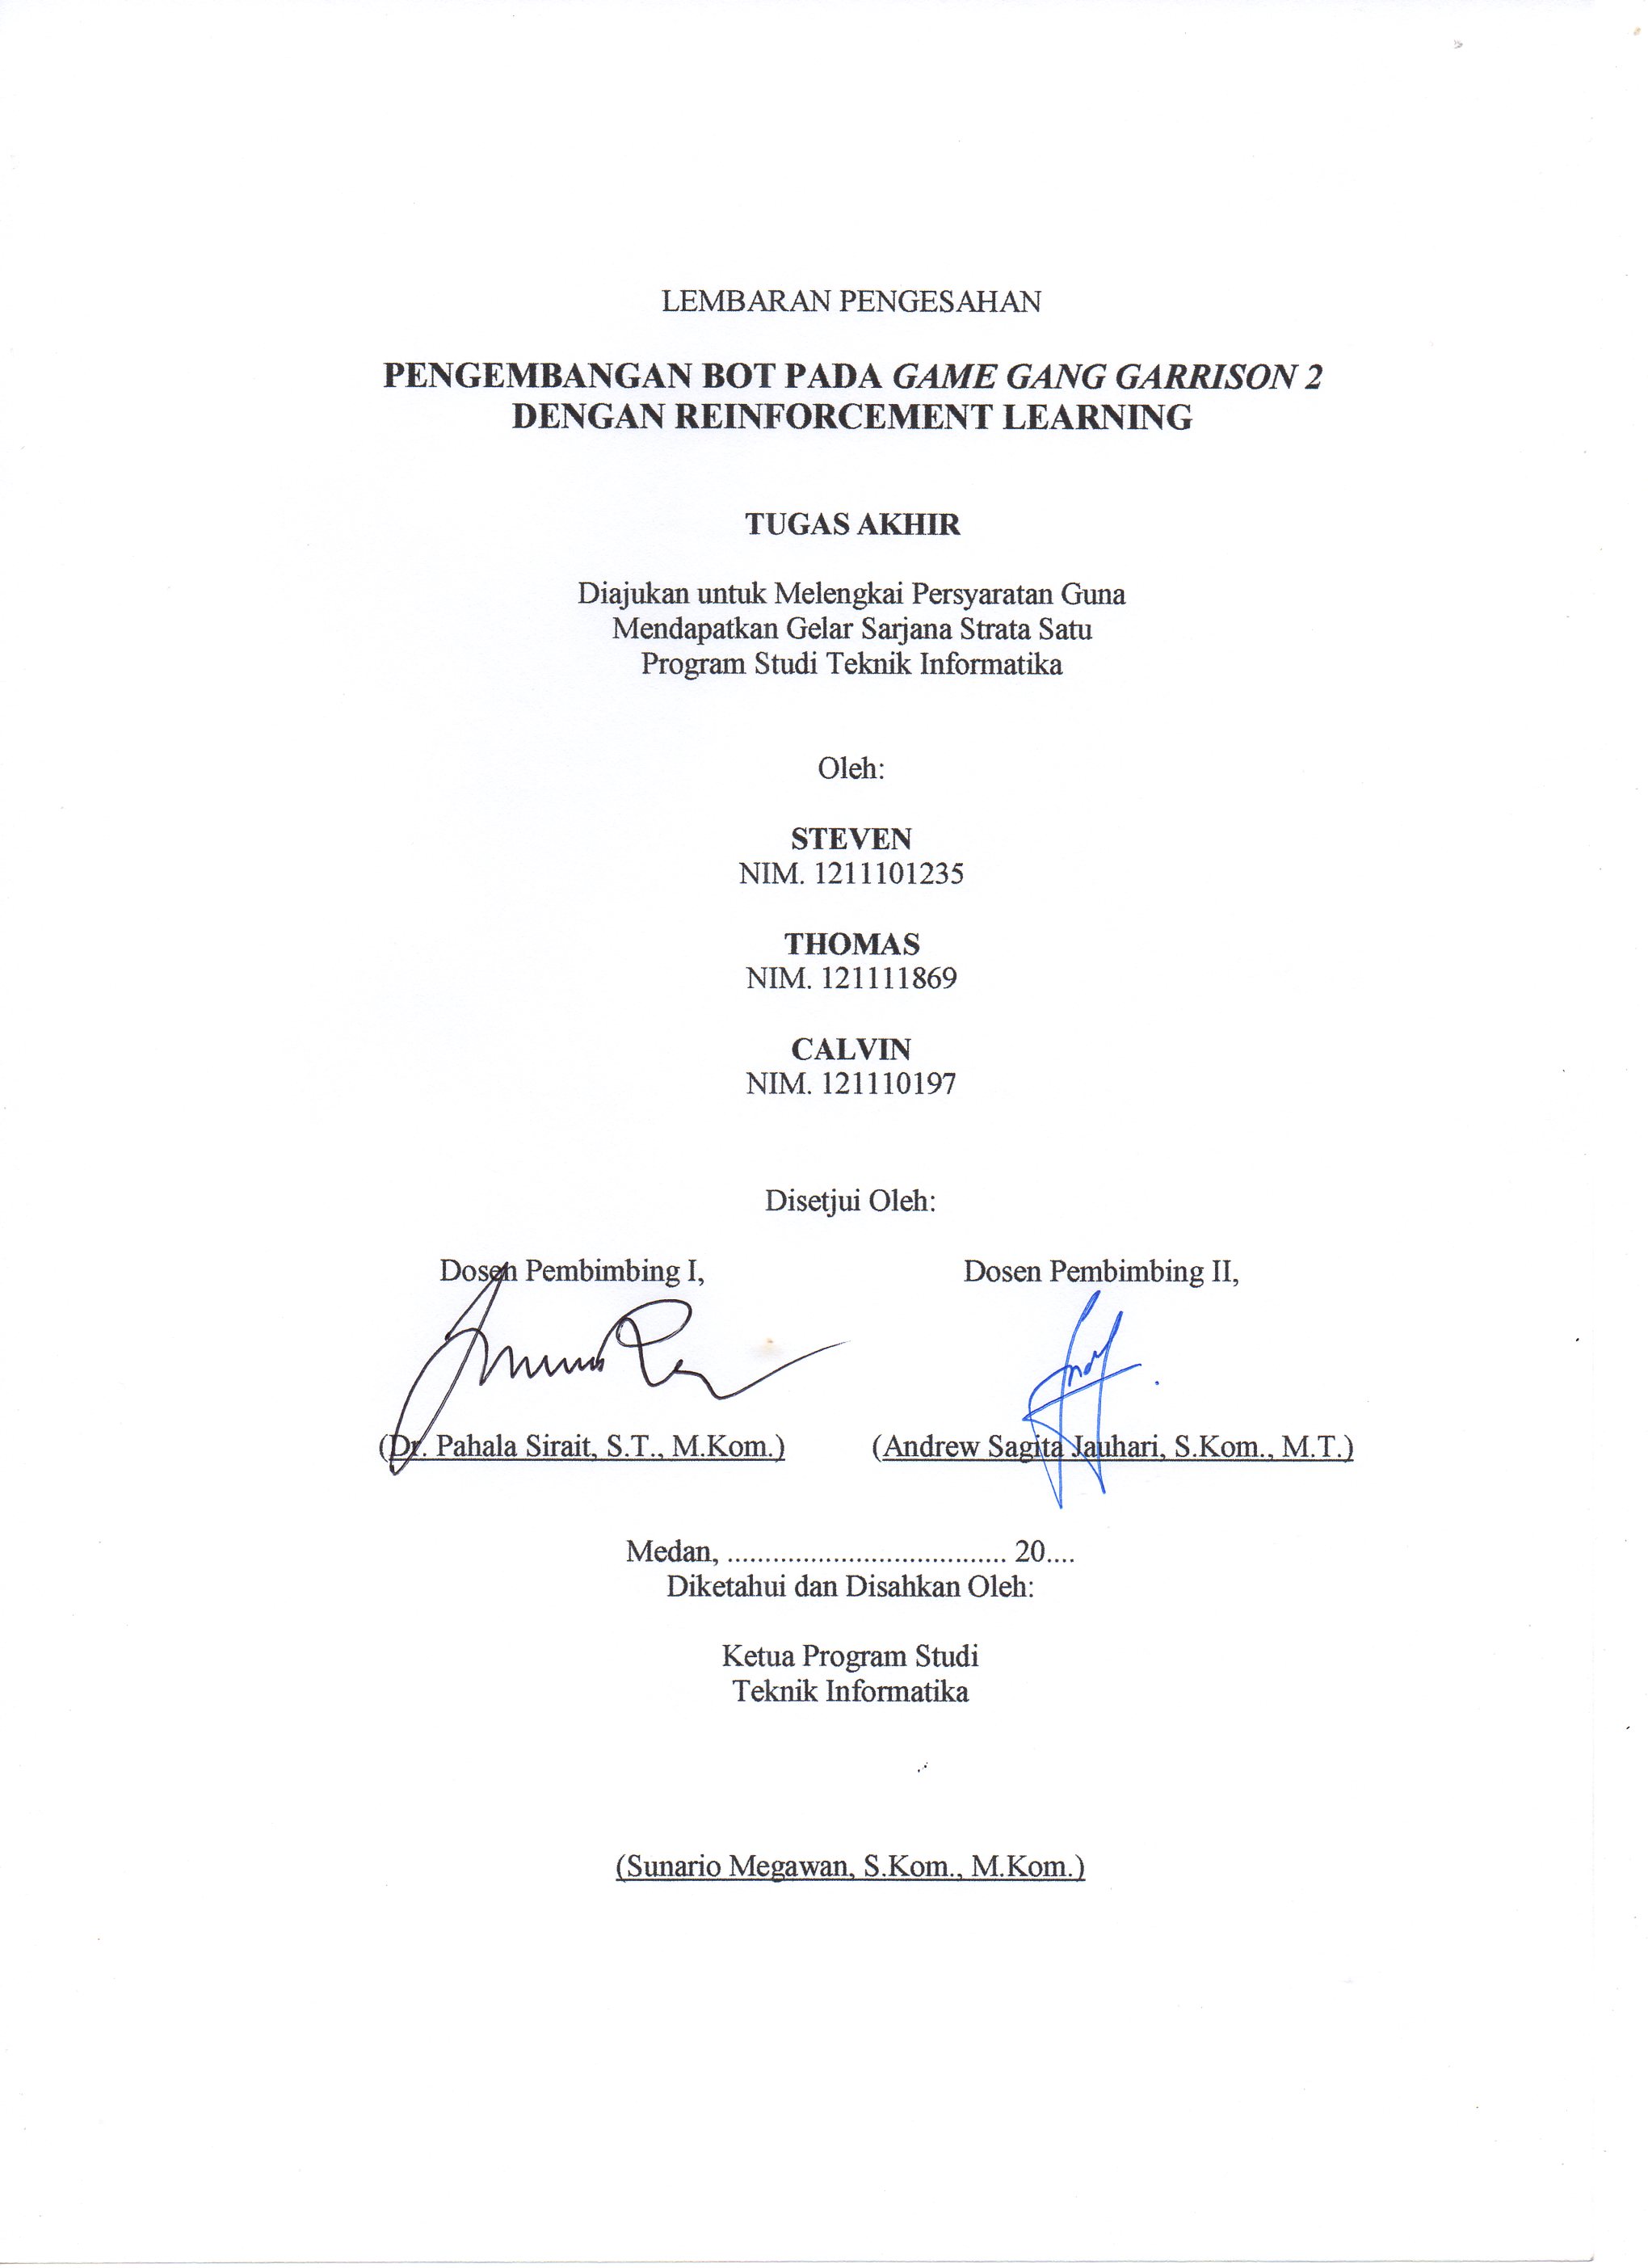 LEMBARAN PENGESAHAN
PENGEMBANGAN BOT PADA GAME GANG GARRISON 2
DENGAN REINFORCEMENT LEARNING
TUGAS AKHIR
Diajukan untuk Melengkai Persyaratan Guna
Mendapatkan Gelar Sarjana Strata Satu
Program Studi Teknik Informatika
Oleh:
STEVEN
NIM. 1211101235
THOMAS
NIM. 121111869
CALVIN
NIM. 121110197
Disetjui Oleh:
Dosen Pembimbing I, Dosen Pembimbing II,
(Dr. Pahala Sirait, S.T., M.Kom.) (Andrew Sagita Jauhari, S.Kom., M.T.)
Medan, ..................................... 20....
Diketahui dan Disahkan Oleh:
Ketua Program Studi
Teknik Informatika
(Sunario Megawan, S.Kom., M.Kom.)